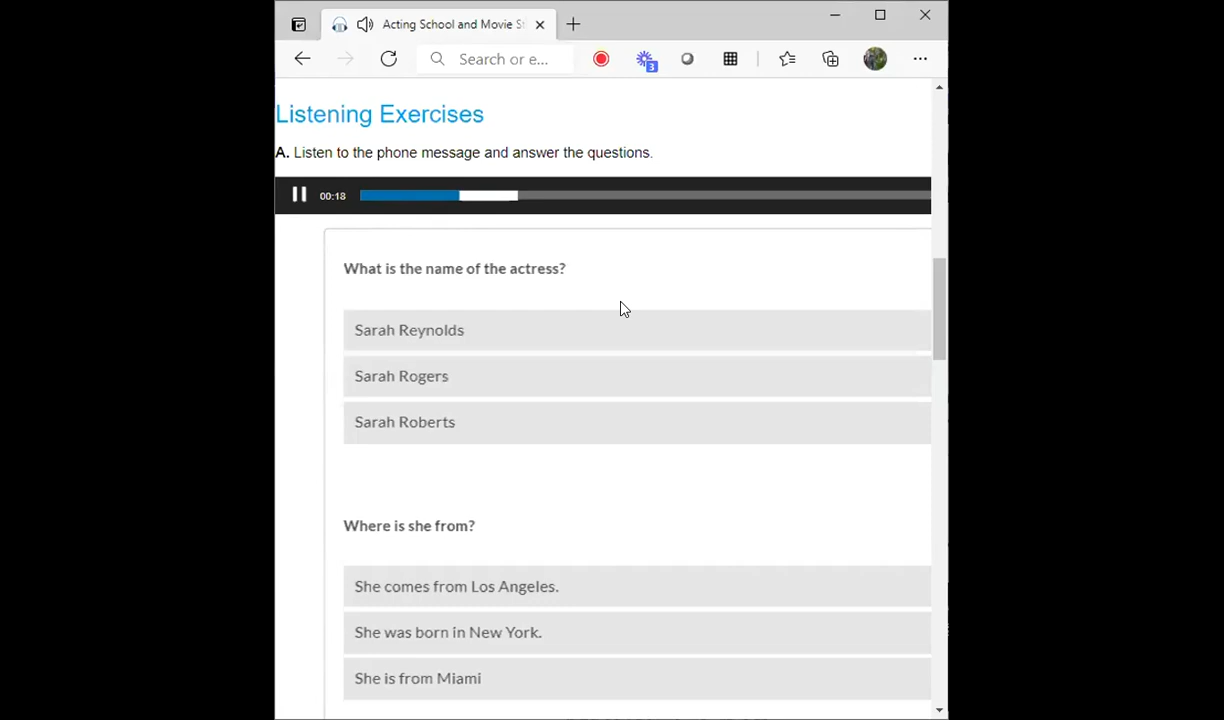 Acting School and Movie St
Search or e...
3
Listening Exercises
A. Listen to the phone message and answer the questions.
00:18
What is the name of the actress?
Sarah Reynolds
Sarah Rogers
Sarah Roberts
Where is she from?
She comes from Los Angeles.
She was born in New York.
She is from Miami